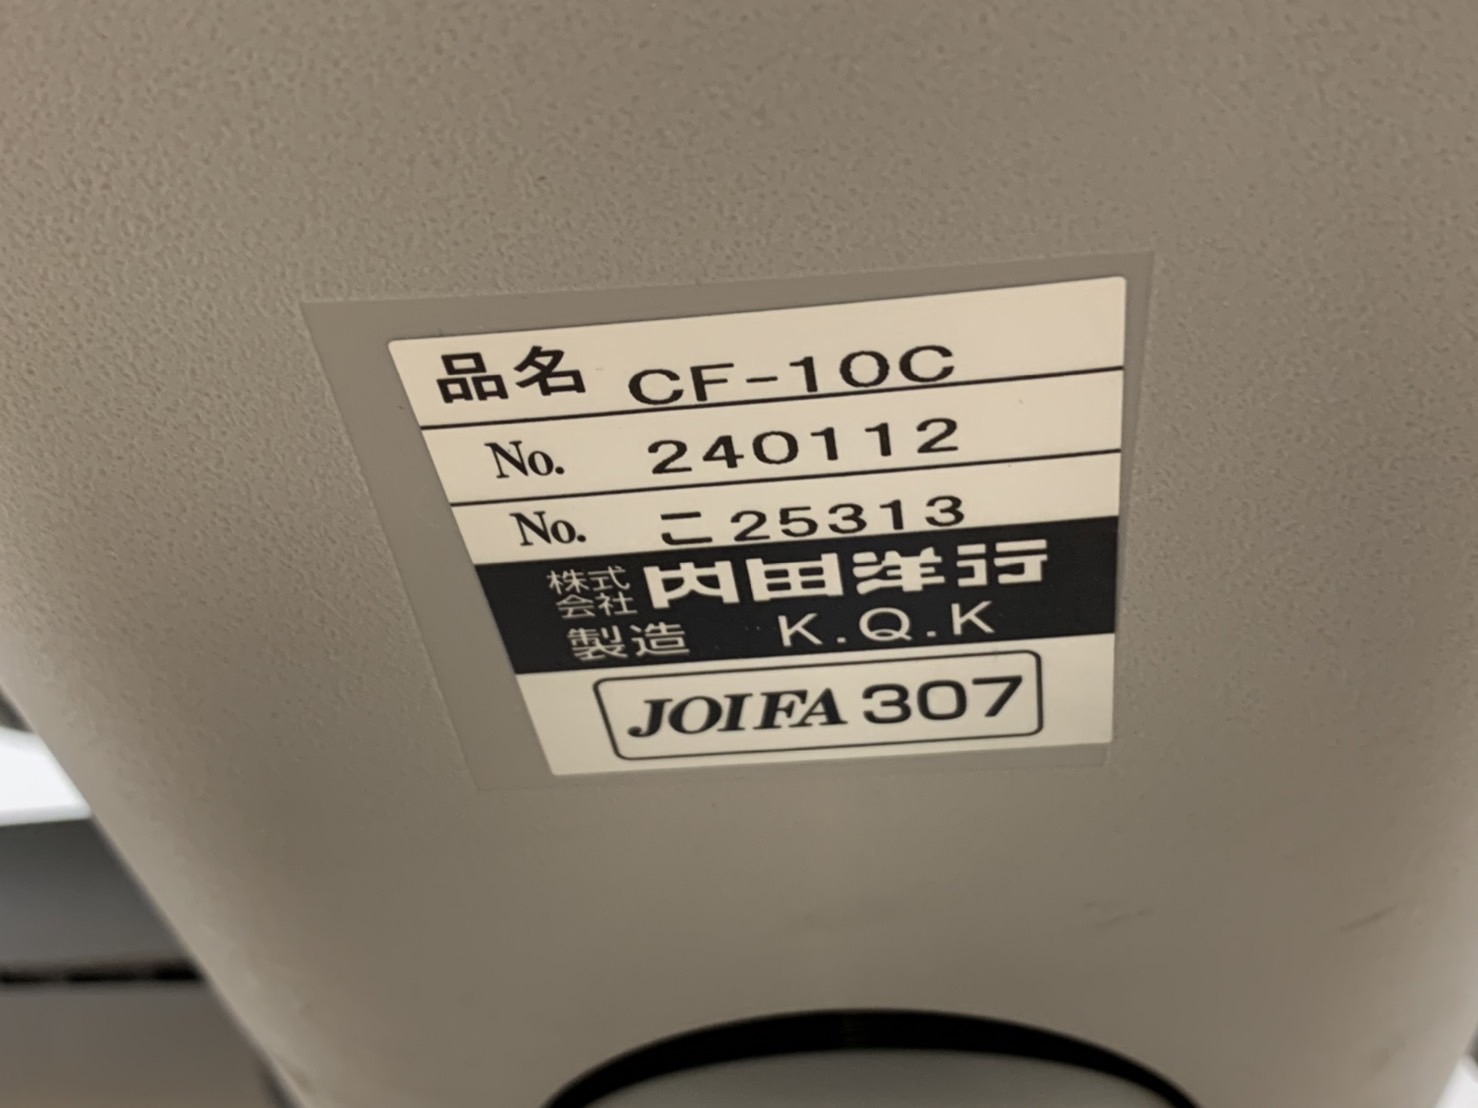 品名 CF-10C
No. 240112
No. こ25313
株式会社 内田洋行
製造 K.Q.K
JOIFA 307